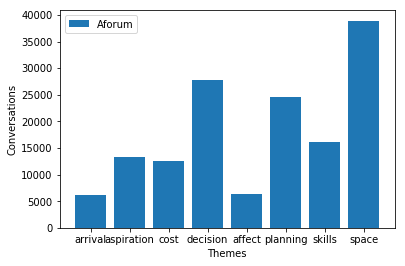 Aforum
40000
35000
30000
25000
20000
15000
10000
5000
0
Conversations
arrival aspiration cost decision affect planning skills space
Themes